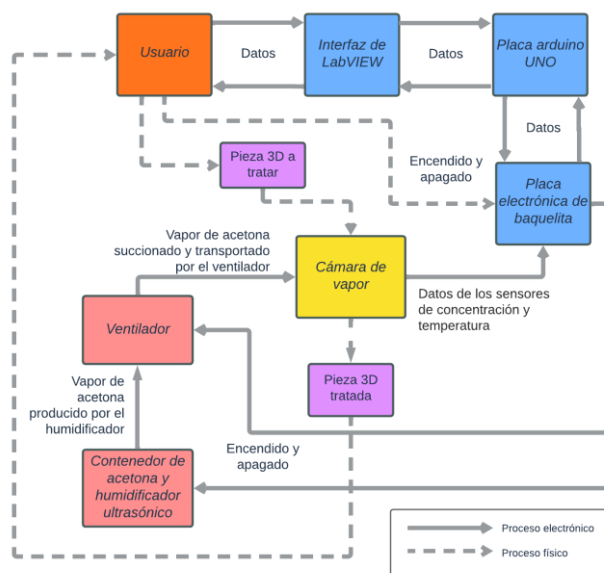 Usuario
Datos
Interfaz de
LabVIEW
Datos
Placa arduino
UNO
Datos
Pieza 3D a
tratar
Encendido y
apagado
Placa
electrónica de
baquelita
Vapor de acetona
succionado y transportado
por el ventilador
Cámara de
vapor
Datos de los sensores
de concentración y
temperatura
Ventilador
Vapor de
acetona
producido por el
humidificador
Pieza 3D
tratada
Encendido y
apagado
Contenedor de
acetona y
humidificador
ultrasónico
Proceso electrónico
Proceso físico